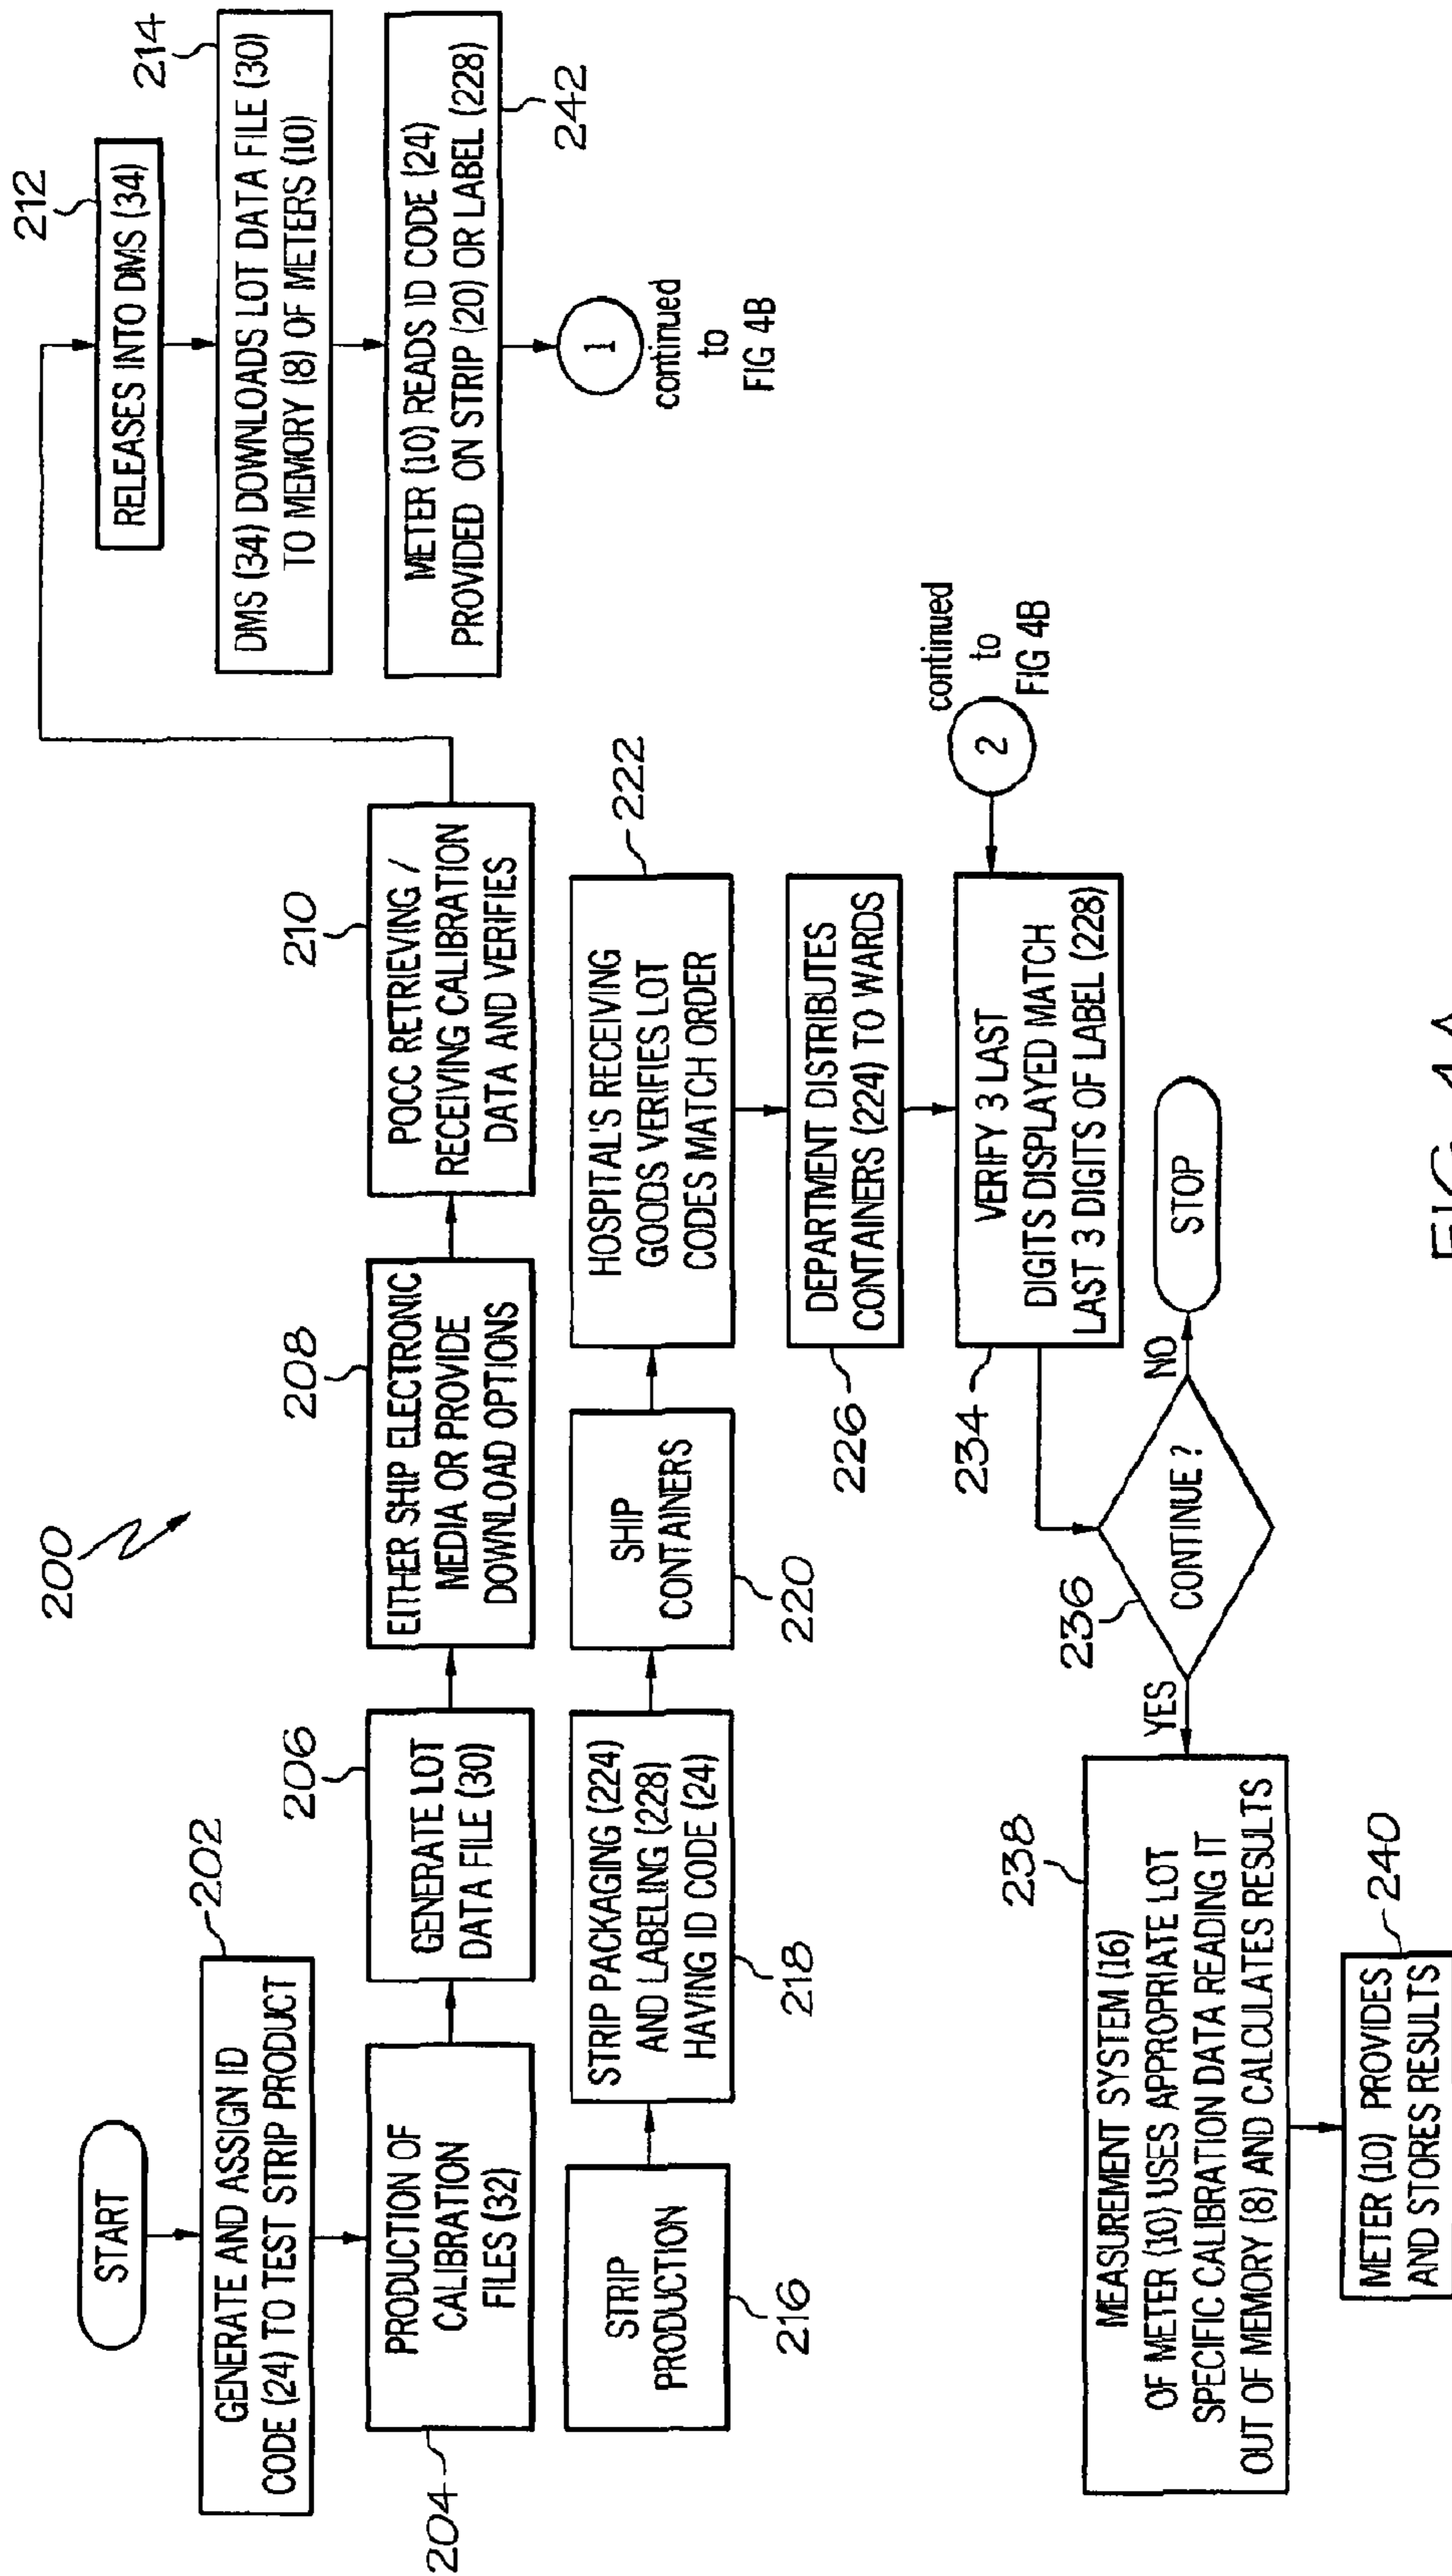 200
START
202
GENERATE AND ASSIGN ID
CODE (24) TO TEST STRIP PRODUCT
204
PRODUCTION OF
CALIBRATION
FILES (32)
206
GENERATE LOT
DATA FILE (30)
208
EITHER SHIP ELECTRONIC
MEDIA OR PROVIDE
DOWNLOAD OPTIONS
210
POCC RETRIEVING /
RECEIVING CALIBRATION
DATA AND VERIFIES
212
RELEASES INTO DMS (34)
214
DMS (34) DOWNLOADS LOT DATA FILE (30)
TO MEMORY (8) OF METERS (10)
METER (10) READS ID CODE (24)
PROVIDED ON STRIP (20) OR LABEL (228)
242
1
continued
to
FIG 4B
STRIP
PRODUCTION
216
STRIP PACKAGING (224)
AND LABELING (228)
HAVING ID CODE (24)
218
SHIP
CONTAINERS
220
222
HOSPITAL'S RECEIVING
GOODS VERIFIES LOT
CODES MATCH ORDER
DEPARTMENT DISTRIBUTES
CONTAINERS (224) TO WARDS
226
continued
to
FIG 4B
2
VERIFY 3 LAST
DIGITS DISPLAYED MATCH
LAST 3 DIGITS OF LABEL (228)
234
236
CONTINUE ?
NO
STOP
YES
238
MEASUREMENT SYSTEM (16)
OF METER (10) USES APPROPRIATE LOT
SPECIFIC CALIBRATION DATA READING IT
OUT OF MEMORY (8) AND CALCULATES RESULTS
240
METER (10) PROVIDES
AND STORES RESULTS
FIG. 4A